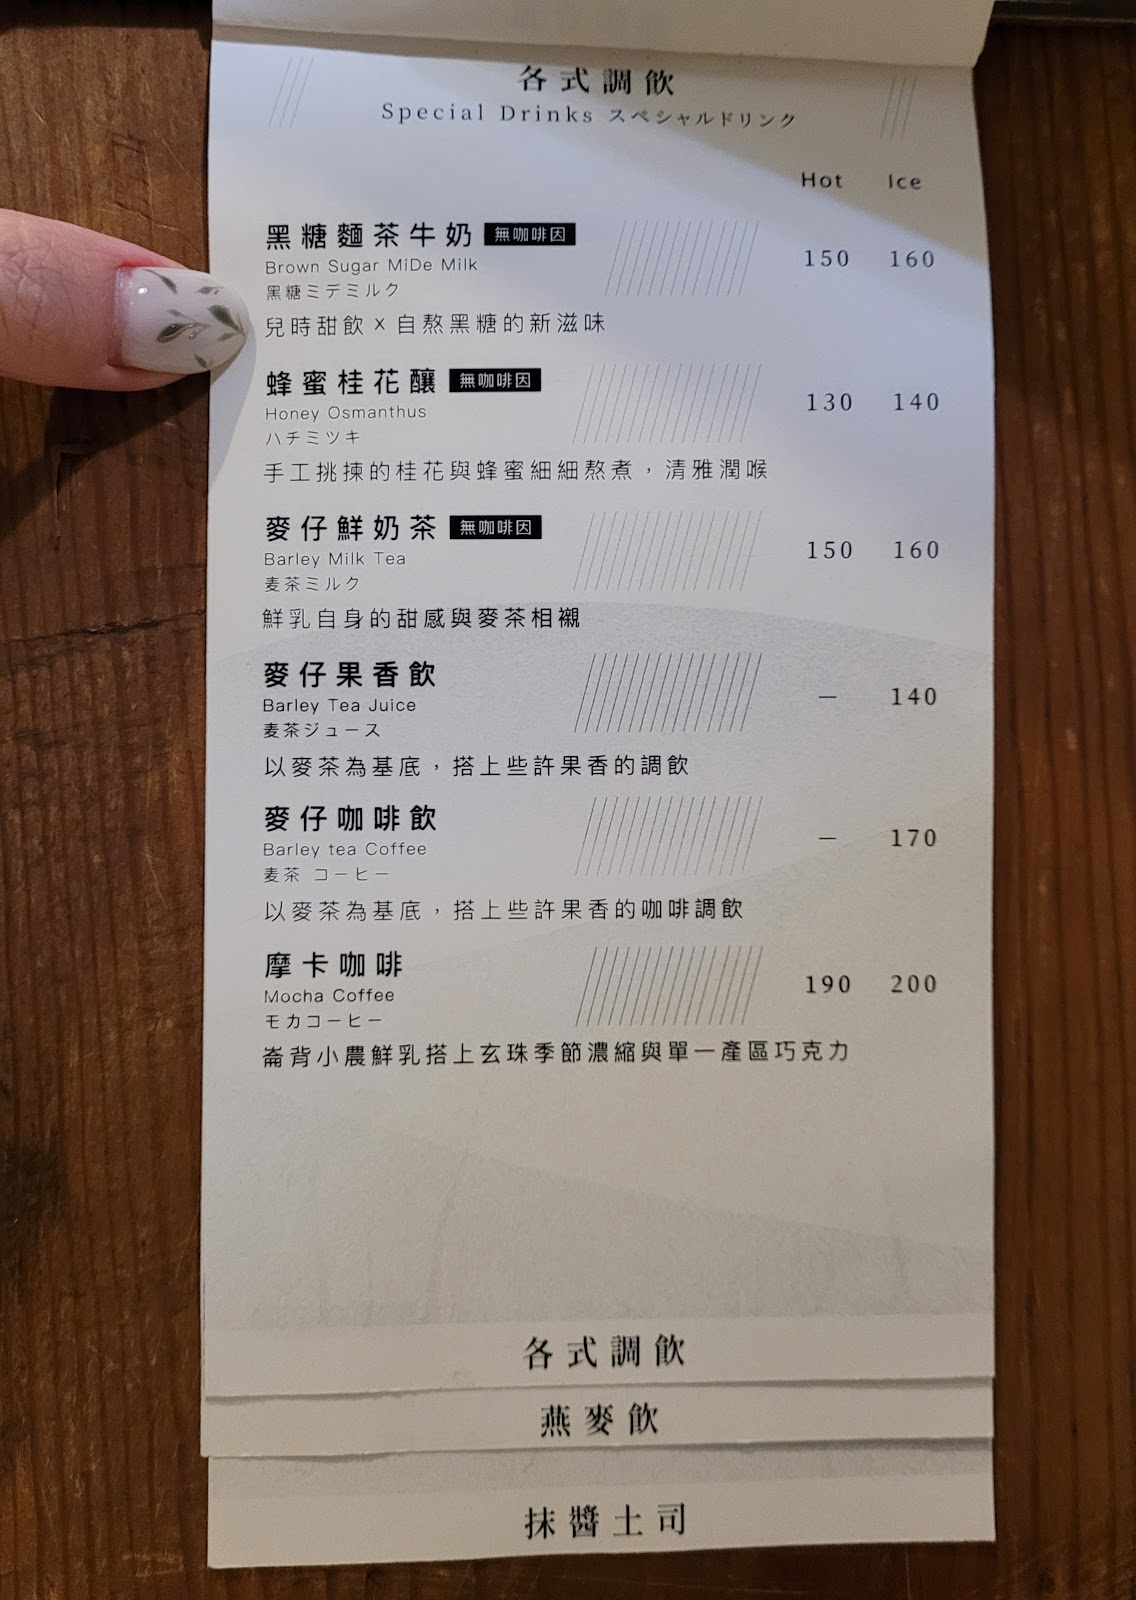 各式調飲
Special Drinks スペシャルドリンク
Hot Ice
黑糖麵茶牛奶 無咖啡因
Brown Sugar MiDe Milk
黑糖ミデミルク
150 160
兒時甜飲 x 自熬黑糖的新滋味
蜂蜜桂花釀 無咖啡因
Honey Osmanthus
ハチミツキ
130 140
手工挑揀的桂花與蜂蜜細細熬煮，清雅潤喉
麥仔鮮奶茶 無咖啡因
Barley Milk Tea
麦茶ミルク
150 160
鮮乳自身的甜感與麥茶相襯
麥仔果香飲
Barley Tea Juice
麦茶ジュース
— 140
以麥茶為基底，搭上些許果香的調飲
麥仔咖啡飲
Barley tea Coffee
麦茶 コーヒー
— 170
以麥茶為基底，搭上些許果香的咖啡調飲
摩卡咖啡
Mocha Coffee
モカコーヒー
190 200
崙背小農鮮乳搭上玄珠季節濃縮與單一產區巧克力
各式調飲
燕麥飲
抹醬土司